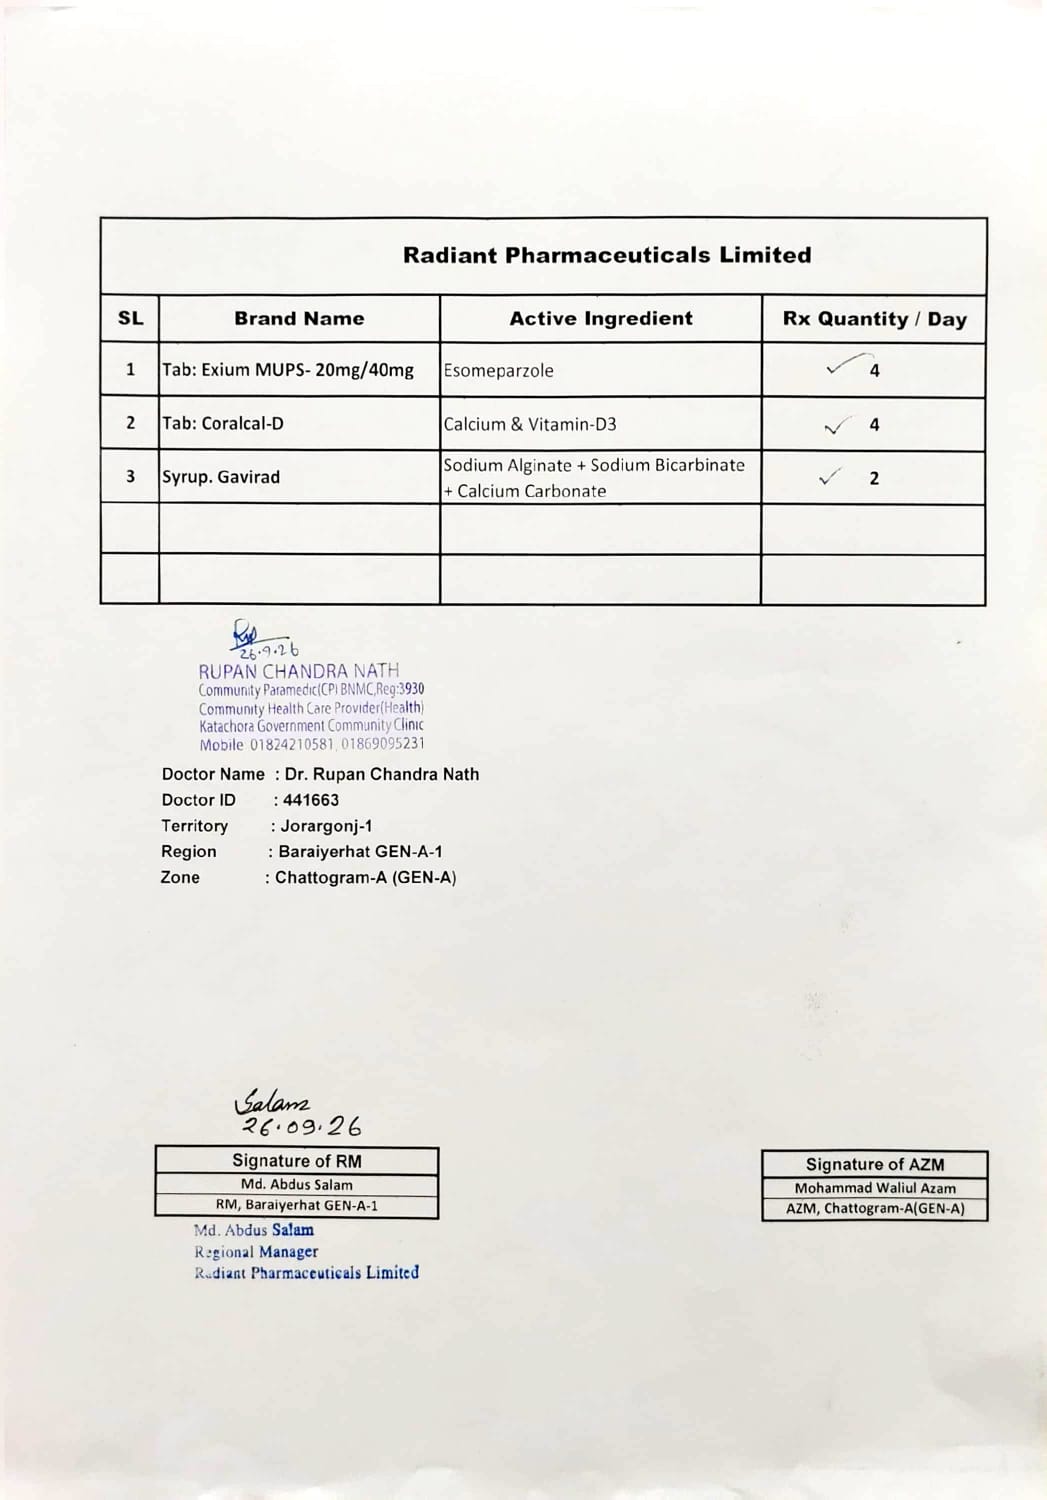 Radiant Pharmaceuticals Limited
SL Brand Name Active Ingredient Rx Quantity / Day
1 Tab: Exium MUPS- 20mg/40mg Esomeparzole 4
2 Tab: Coralcal-D Calcium & Vitamin-D3 4
3 Syrup. Gavirad Sodium Alginate + Sodium Bicarbinate
+ Calcium Carbonate 2
26.9.26
RUPAN CHANDRA NATH
Community Paramedic(CP) BNMC,Reg:3930
Community Health Care Provider(Health)
Katachora Government Community Clinic
Mobile 01824210581, 01869095231
Doctor Name : Dr. Rupan Chandra Nath
Doctor ID : 441663
Territory : Jorargonj-1
Region : Baraiyerhat GEN-A-1
Zone : Chattogram-A (GEN-A)
Salam
26.09.26
Signature of RM
Md. Abdus Salam
RM, Baraiyerhat GEN-A-1
Md. Abdus Salam
Regional Manager
Radiant Pharmaceuticals Limited
Signature of AZM
Mohammad Waliul Azam
AZM, Chattogram-A(GEN-A)